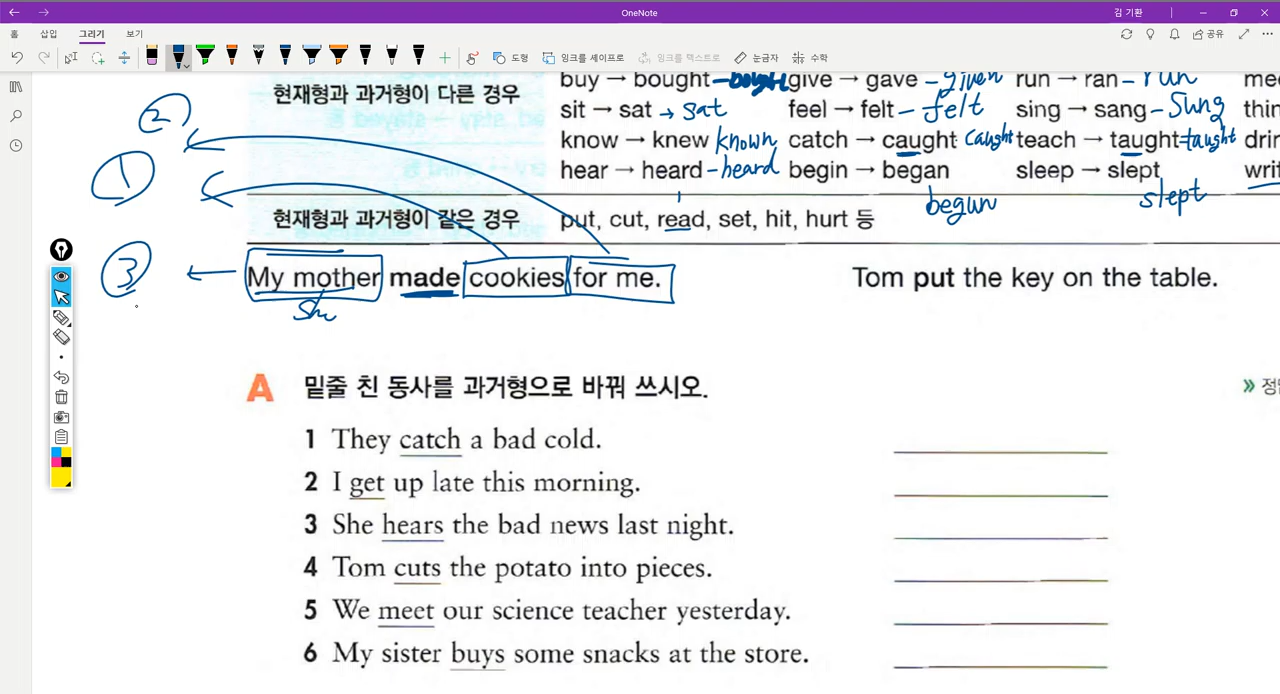 OneNote
김 기환
홈 삽입 그리기 보기
도형 잉크를 셰이프로 잉크를 텍스트로 눈금자 수학 공유
현재형과 과거형이 다른 경우
buy → bought - bought give → gave - given run → ran - run
sit → sat → sat feel → felt - felt sing → sang - sung thin
know → knew known catch → caught caught teach → taught - taught drin
hear → heard - heard begin → began begun sleep → slept slept writ
현재형과 과거형이 같은 경우 put, cut, read, set, hit, hurt 등
② ① ③
My mother made cookies for me. Tom put the key on the table.
She
A 밑줄 친 동사를 과거형으로 바꿔 쓰시오.
1 They catch a bad cold.
2 I get up late this morning.
3 She hears the bad news last night.
4 Tom cuts the potato into pieces.
5 We meet our science teacher yesterday.
6 My sister buys some snacks at the store.